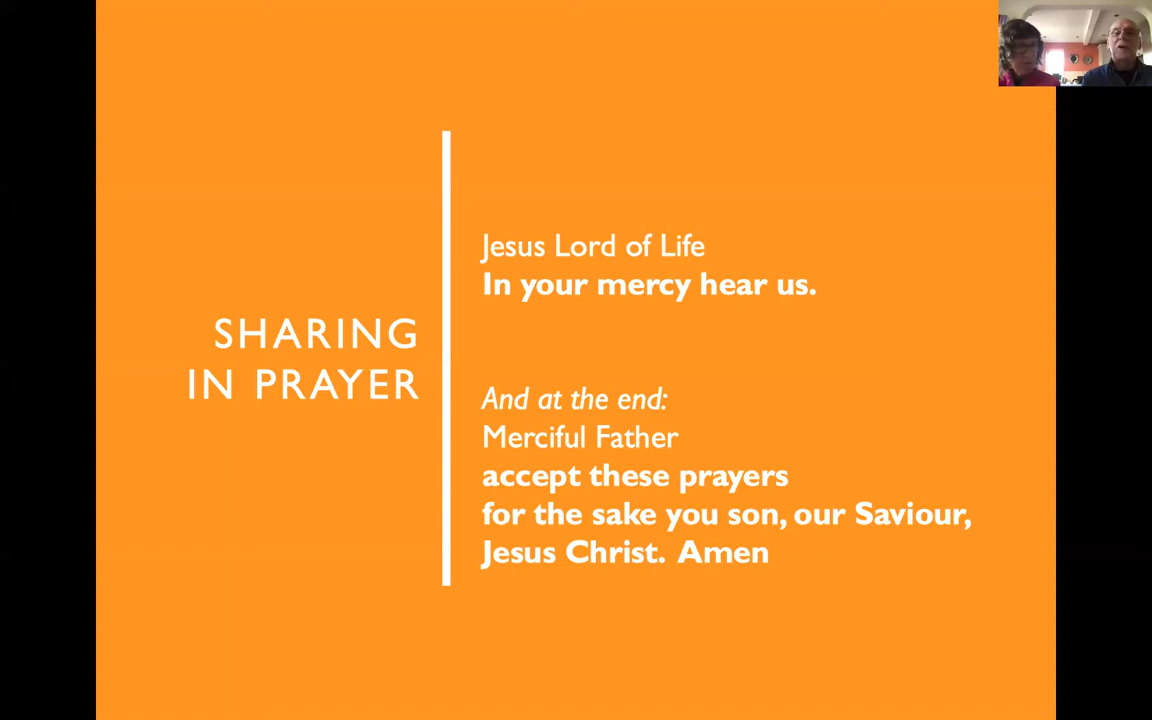 SHARING
IN PRAYER
Jesus Lord of Life
In your mercy hear us.
And at the end:
Merciful Father
accept these prayers
for the sake you son, our Saviour,
Jesus Christ. Amen